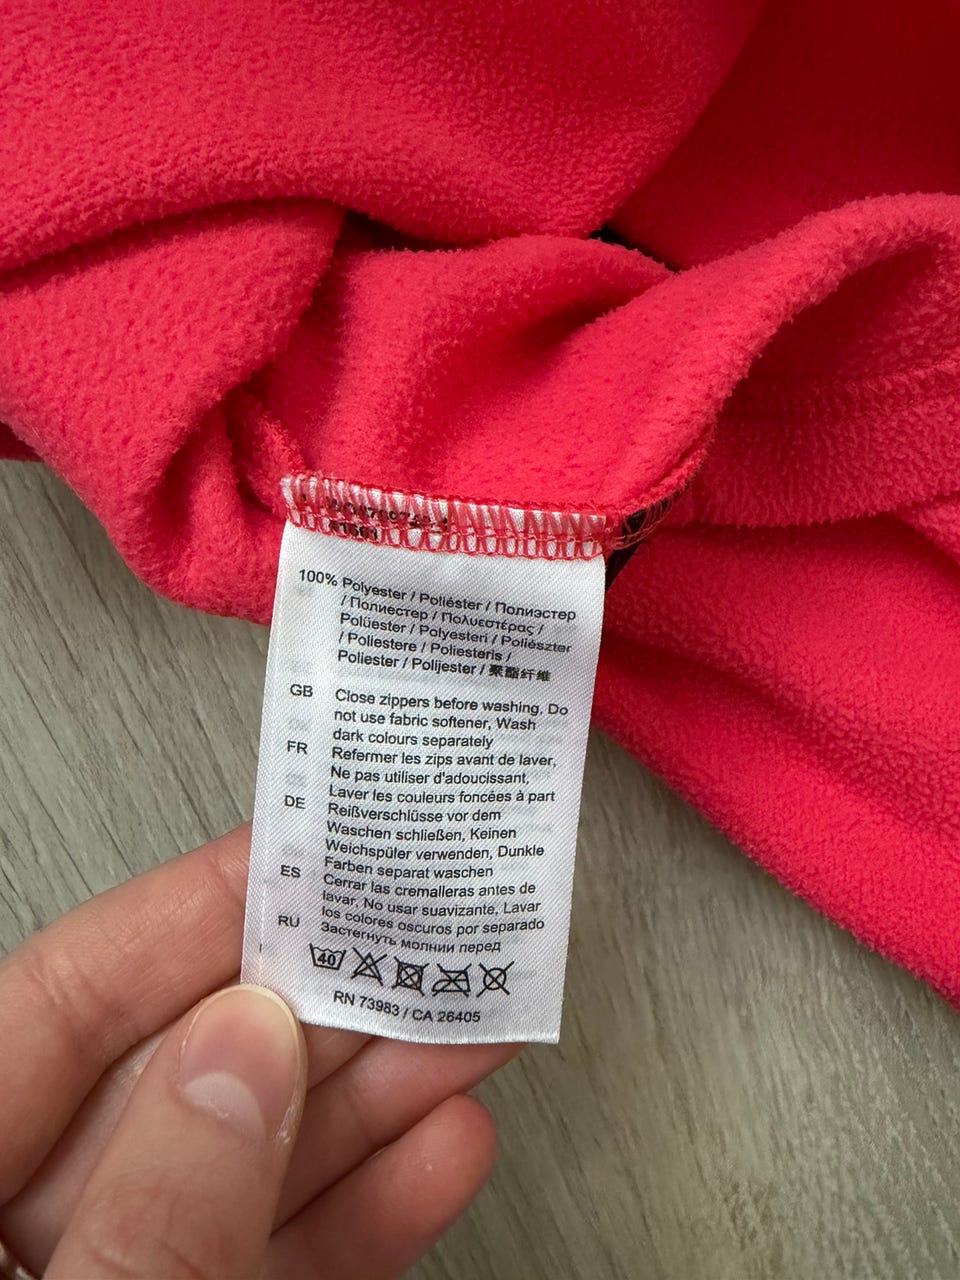 100% Polyester / Poliéster / Полиэстер
/ Полиестер / Πολυεστέρας /
Polüester / Polyesteri / Poliészter
/ Poliestere / Poliesteris /
Poliester / Polijester / 聚酯纤维
GB Close zippers before washing, Do
not use fabric softener, Wash
dark colours separately
FR Refermer les zips avant de laver,
Ne pas utiliser d'adoucissant,
Laver les couleurs foncées à part
DE Reißverschlüsse vor dem
Waschen schließen, Keinen
Weichspüler verwenden, Dunkle
Farben separat waschen
ES Cerrar las cremalleras antes de
lavar, No usar suavizante, Lavar
los colores oscuros por separado
RU Застегнуть молнии перед
40
RN 73983 / CA 26405